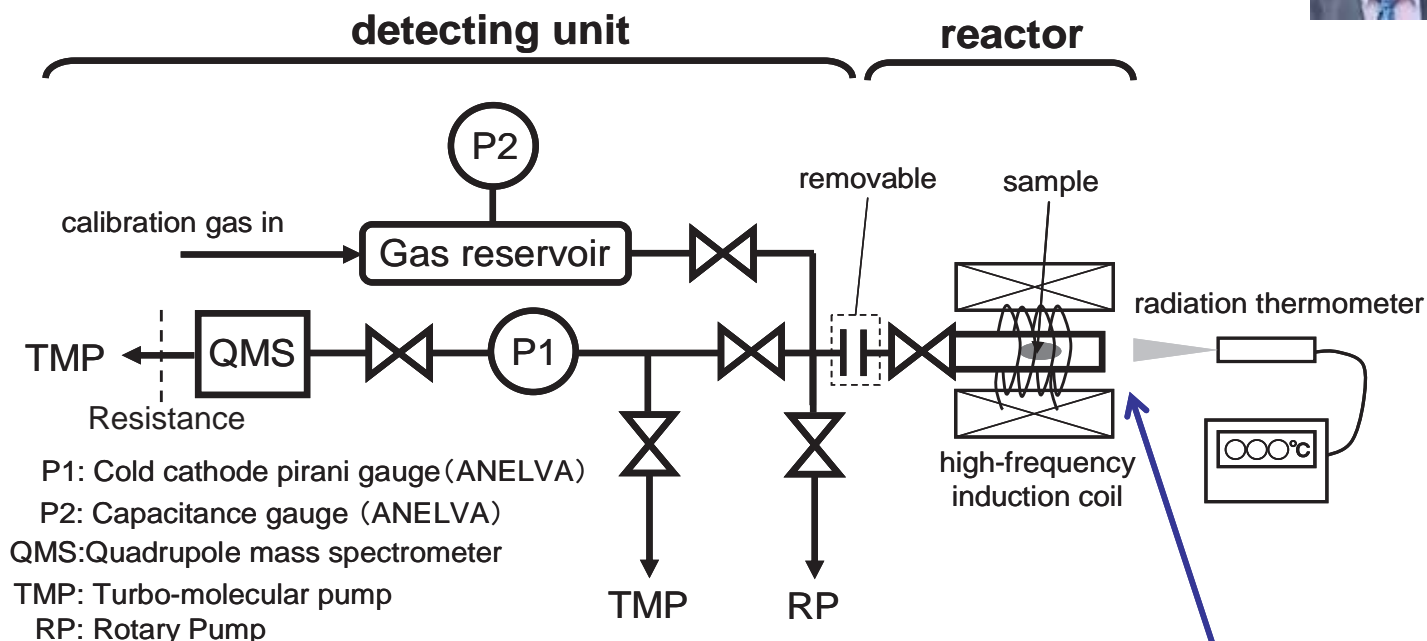 detecting unit
reactor
P2
removable
sample
calibration gas in
Gas reservoir
radiation thermometer
TMP
QMS
P1
Resistance
○○○℃
high-frequency
induction coil
P1: Cold cathode pirani gauge（ANELVA）
P2: Capacitance gauge （ANELVA）
QMS:Quadrupole mass spectrometer
TMP: Turbo-molecular pump
RP: Rotary Pump
TMP
RP